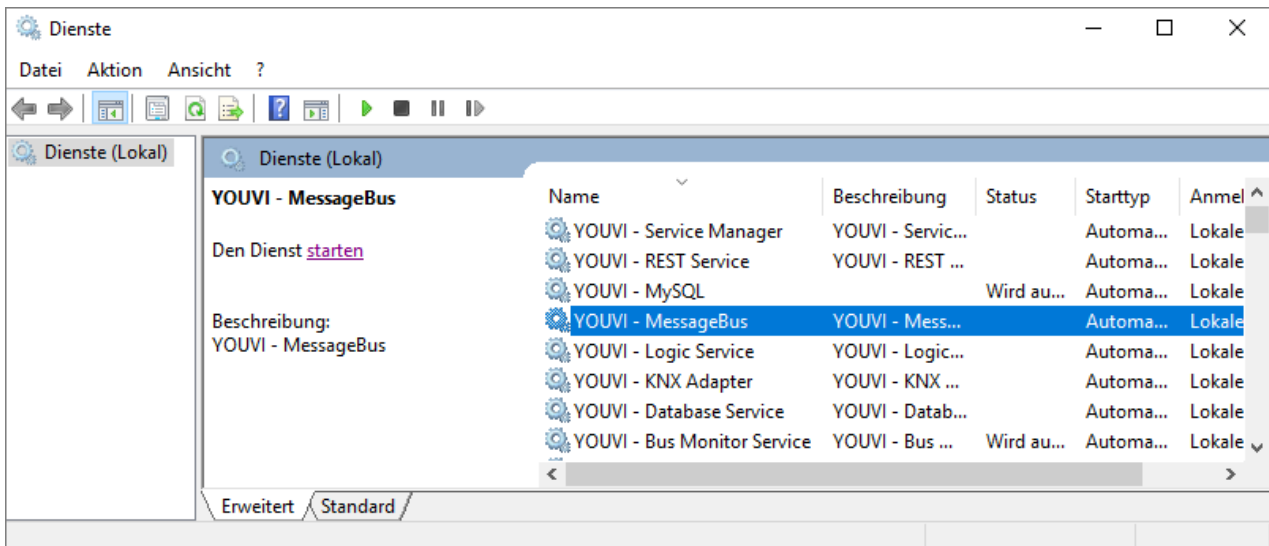 Dienste
Datei Aktion Ansicht ?
Dienste (Lokal)
Dienste (Lokal)
YOUVI - MessageBus
Den Dienst starten
Beschreibung:
YOUVI - MessageBus
Name Beschreibung Status Starttyp Anmel
YOUVI - Service Manager YOUVI - Servic... Automa... Lokale
YOUVI - REST Service YOUVI - REST ... Automa... Lokale
YOUVI - MySQL Wird au... Automa... Lokale
YOUVI - MessageBus YOUVI - Mess... Automa... Lokale
YOUVI - Logic Service YOUVI - Logic... Automa... Lokale
YOUVI - KNX Adapter YOUVI - KNX ... Automa... Lokale
YOUVI - Database Service YOUVI - Datab... Automa... Lokale
YOUVI - Bus Monitor Service YOUVI - Bus ... Wird au... Automa... Lokale
Erweitert Standard